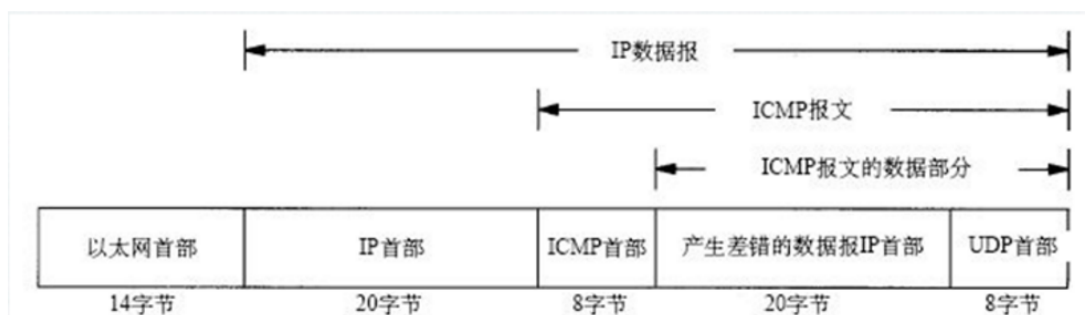 IP数据报
ICMP报文
ICMP报文的数据部分
以太网首部 IP首部 ICMP首部 产生差错的数据报IP首部 UDP首部
14字节 20字节 8字节 20字节 8字节